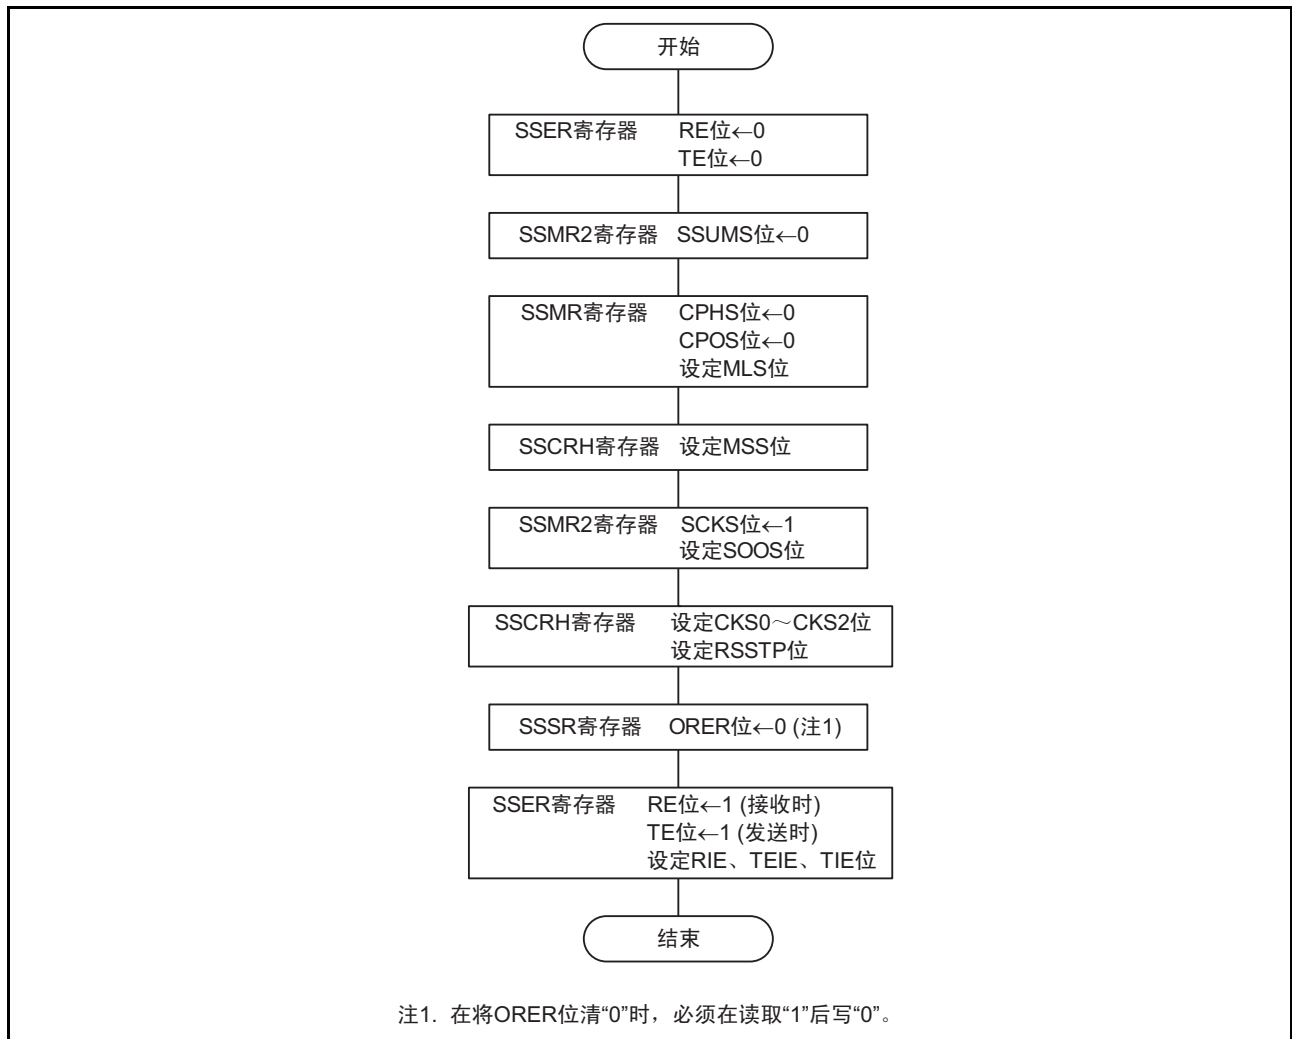 开始
SSER寄存器 RE位←0
TE位←0
SSMR2寄存器 SSUMS位←0
SSMR寄存器 CPHS位←0
CPOS位←0
设定MLS位
SSCRH寄存器 设定MSS位
SSMR2寄存器 SCKS位←1
设定SOOS位
SSCRH寄存器 设定CKS0～CKS2位
设定RSSTP位
SSSR寄存器 ORER位←0 (注1)
SSER寄存器 RE位←1 (接收时)
TE位←1 (发送时)
设定RIE、TEIE、TIE位
结束
注1. 在将ORER位清“0”时，必须在读取“1”后写“0”。